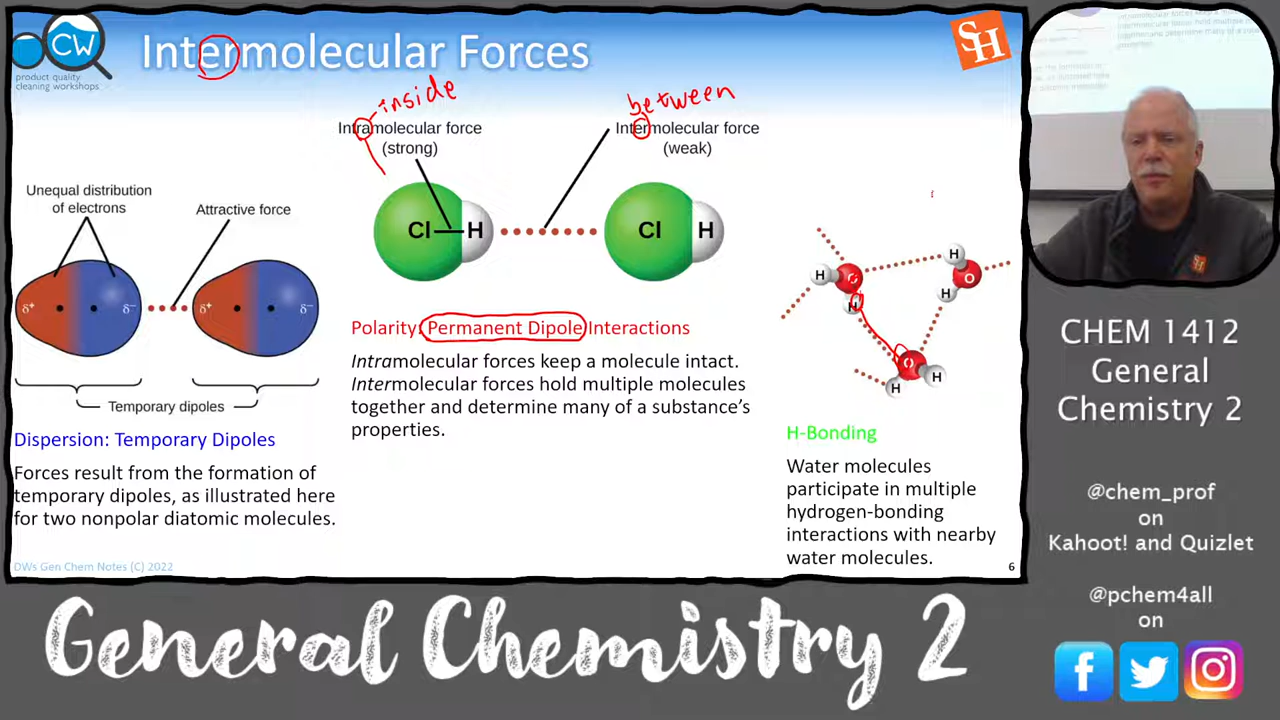 CW
product quality
cleaning workshops
Intermolecular Forces
SH
inside
between
Intramolecular force
(strong)
Intermolecular force
(weak)
Unequal distribution
of electrons
Attractive force
Cl H
Cl H
δ+ δ− δ+ δ−
Temporary dipoles
H O H
H O H
O H
H
Polarity: Permanent Dipole Interactions
Intramolecular forces keep a molecule intact.
Intermolecular forces hold multiple molecules
together and determine many of a substance's
properties.
Dispersion: Temporary Dipoles
Forces result from the formation of
temporary dipoles, as illustrated here
for two nonpolar diatomic molecules.
H-Bonding
Water molecules
participate in multiple
hydrogen-bonding
interactions with nearby
water molecules.
DWs Gen Chem Notes (C) 2022
6
SH
CHEM 1412
General
Chemistry 2
@chem_prof
on
Kahoot! and Quizlet
@pchem4all
on
General Chemistry 2